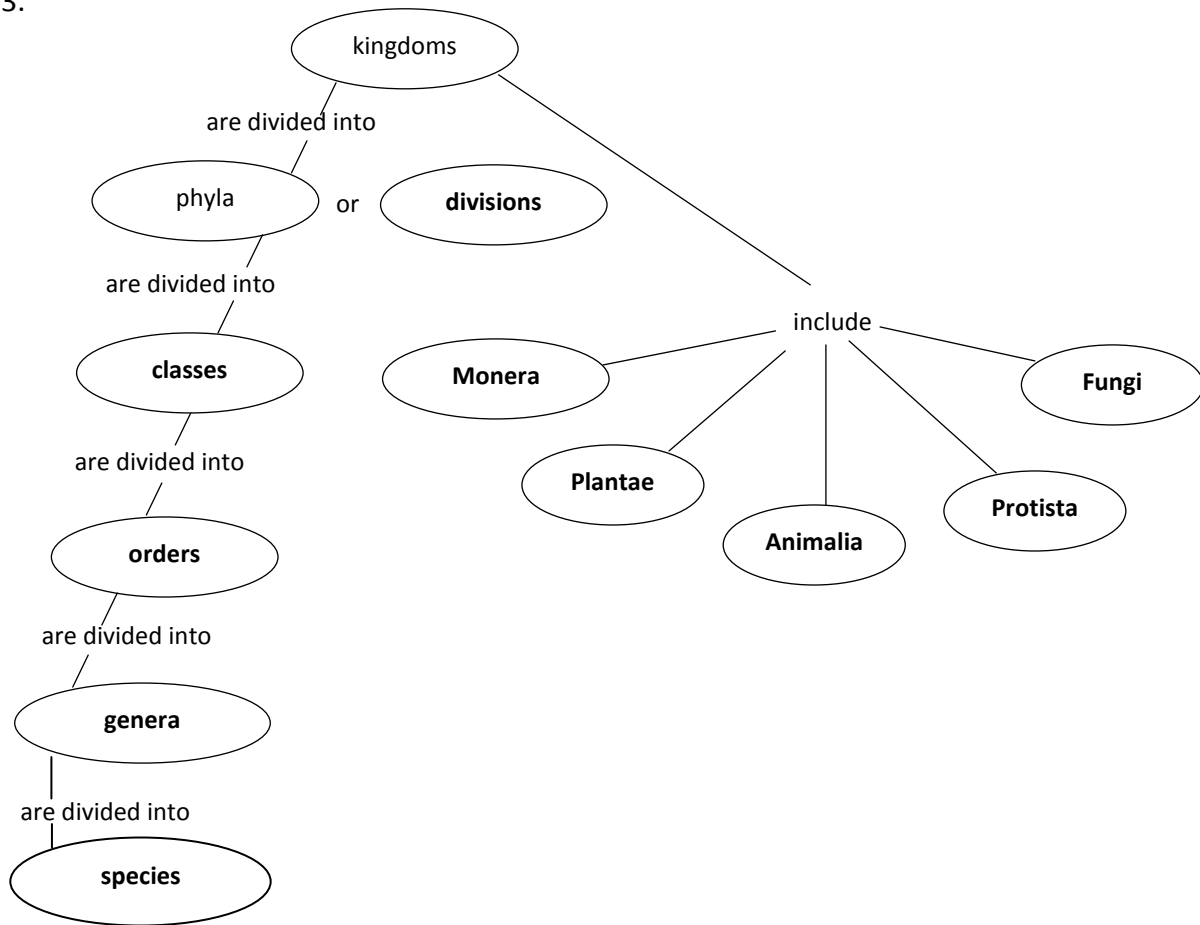 3.
kingdoms
are divided into
phyla or divisions
are divided into
include
classes
Monera
Fungi
are divided into
Plantae
Protista
Animalia
orders
are divided into
genera
are divided into
species